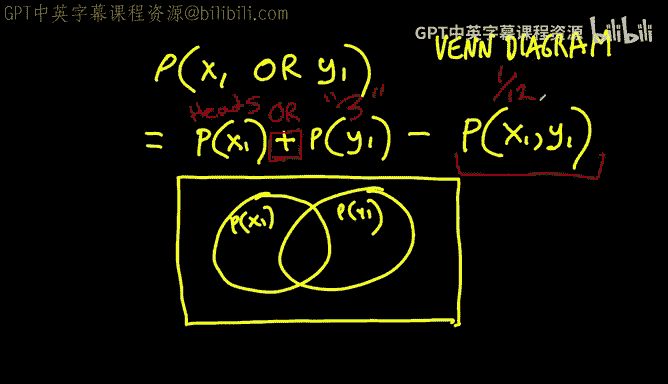 GPT中英字幕课程资源@bilibili.com
GPT中英字幕课程资源 bilibili
VENN DIAGRAM
P(x₁ OR y₁)
Heads OR "3" 1/12
= P(x₁) + P(y₁) - P(x₁, y₁)
P(x₁) P(y₁)